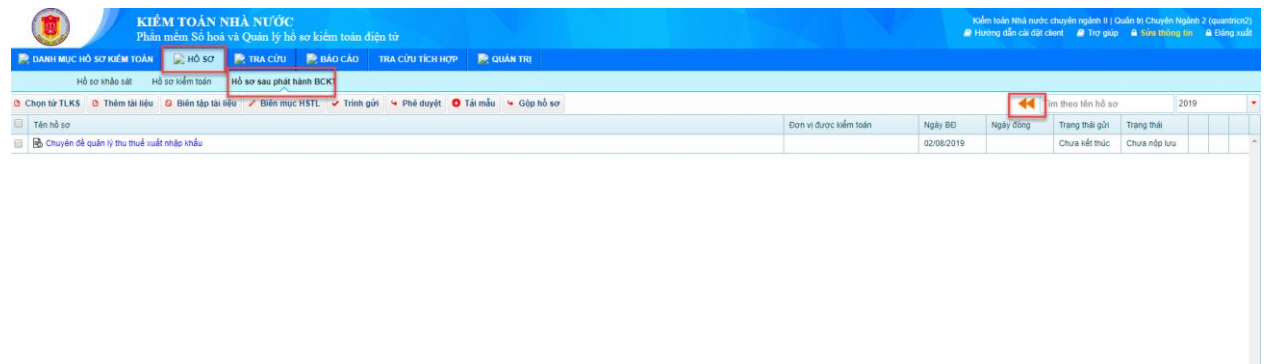 KIỂM TOÁN NHÀ NƯỚC
Phần mềm Số hoá và Quản lý hồ sơ kiểm toán điện tử
Kiểm toán Nhà nước chuyên ngành II | Quản trị Chuyên Ngành 2 (quantricn2)
Hướng dẫn cài đặt client Trợ giúp Sửa thông tin Đăng xuất
DANH MỤC HỒ SƠ KIỂM TOÁN HỒ SƠ TRA CỨU BÁO CÁO TRA CỨU TÍCH HỢP QUẢN TRỊ
Hồ sơ khảo sát Hồ sơ kiểm toán Hồ sơ sau phát hành BCKT
Chọn từ TLKS Thêm tài liệu Biên tập tài liệu Biên mục HSTL Trình gửi Phê duyệt Tải mẫu Gộp hồ sơ Tìm theo tên hồ sơ 2019
Tên hồ sơ Đơn vị được kiểm toán Ngày BĐ Ngày đóng Trạng thái gửi Trạng thái
Chuyên đề quản lý thu thuế xuất nhập khẩu 02/08/2019 Chưa kết thúc Chưa nộp lưu